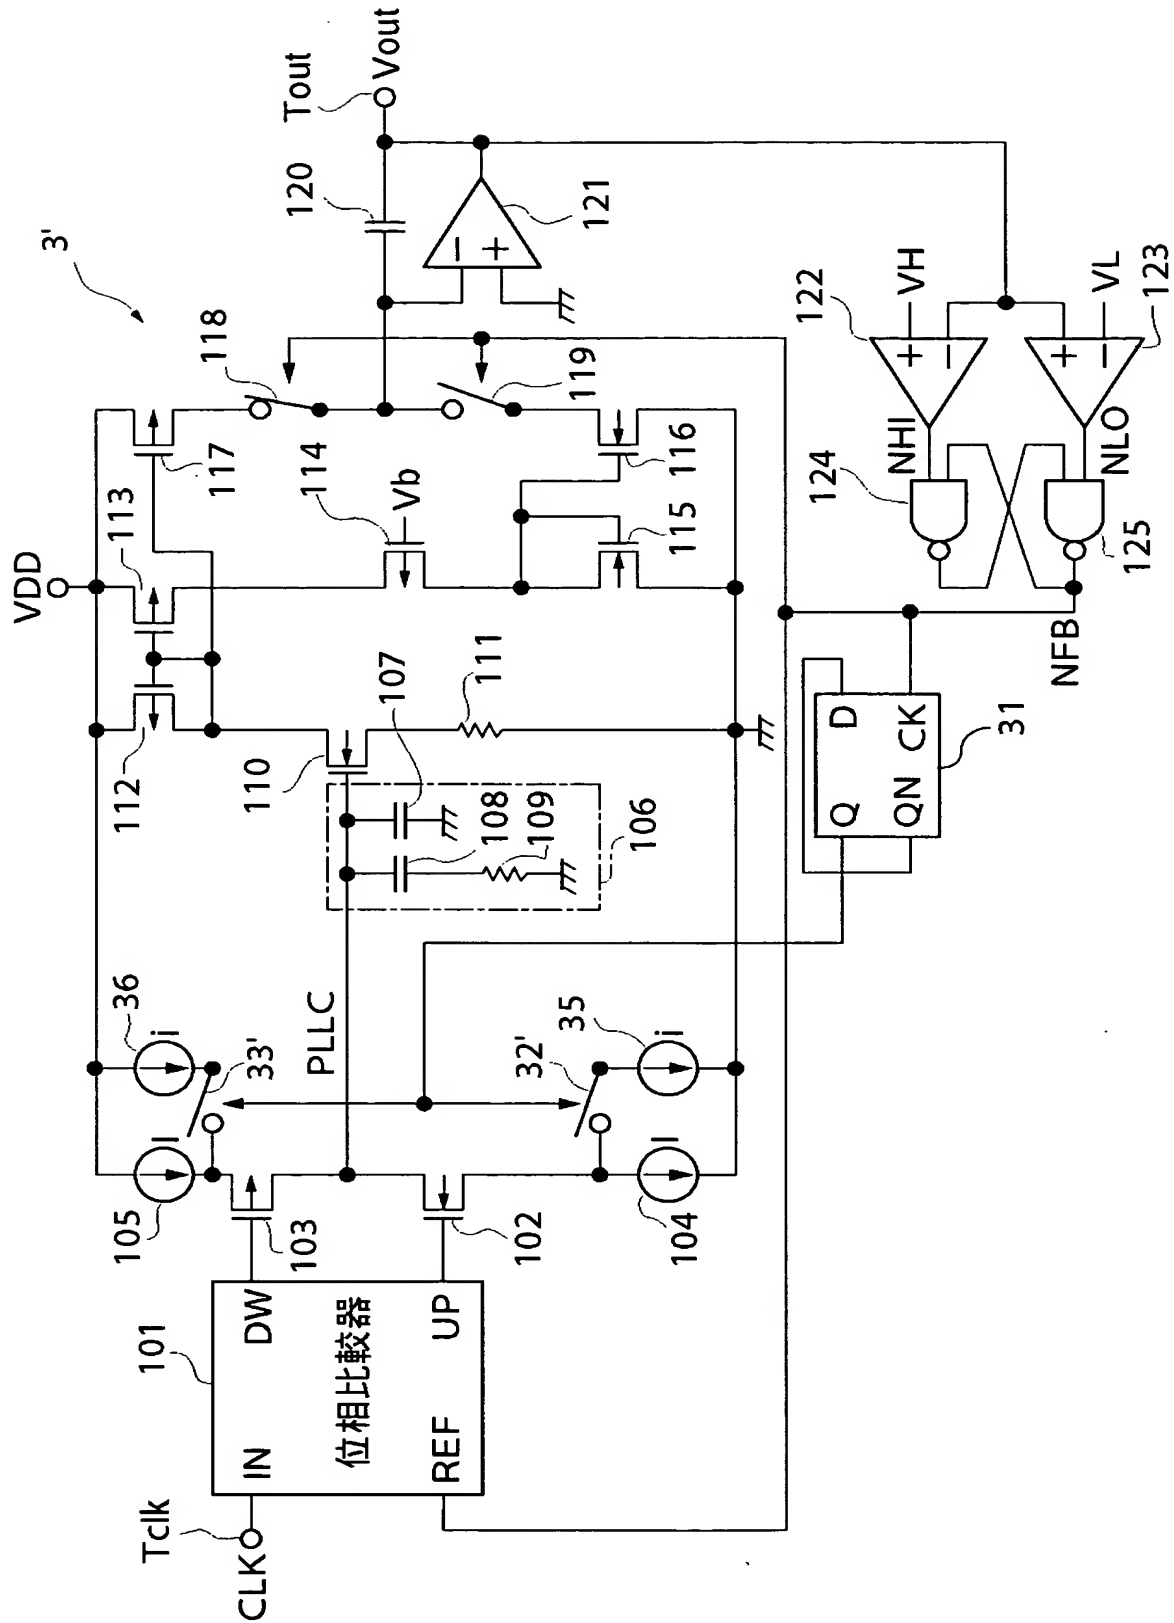 3'
Tout
Vout
120
121
VDD
118
119
117
116
113
114
Vb
115
112
110
107
108
109
111
106
122
VH
VL
123
NHI
NLO
124
125
NFB
D
CK
Q
QN
31
36
i
33'
PLLC
32'
35
i
105
I
103
102
I
104
101
DW
UP
位相比較器
IN
REF
Tclk
CLK